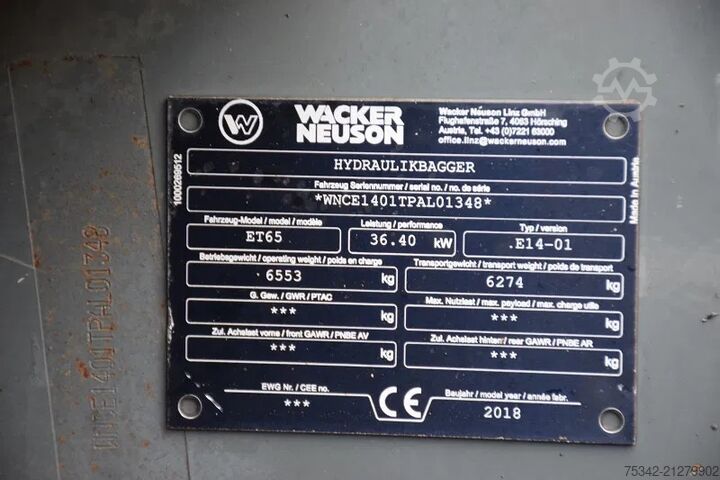 W
WACKER
NEUSON
Wacker Neuson Linz GmbH
Flughafenstraße 7, 4063 Hörsching
Austria, Tel. +43 (0)7221 63000
office.linz@wackerneuson.com
1000269512
Made in Austria
HYDRAULIKBAGGER
Fahrzeug Seriennummer / serial no. / no. de série
*WNCE1401TPAL01348*
Fahrzeug-Model / model / modèle
Leistung / performance
Typ / version
ET65
36.40 kW
E14-01
Betriebsgewicht / operating weight / poids en charge
Transportgewicht / transport weight / poids de transport
6553 kg
6274 kg
G. Gew. / GWR / PTAC
Max. Nutzlast / max. payload / max. charge utile
*** kg
*** kg
Zul. Achslast vorne / front GAWR / PNBE AV
Zul. Achslast hinten / rear GAWR / PNBE AR
*** kg
*** kg
EWG Nr. / CEE no.
***
CE
Baujahr / model year / année fabr.
2018
WNCE1401TPAL01348
75342-21279902